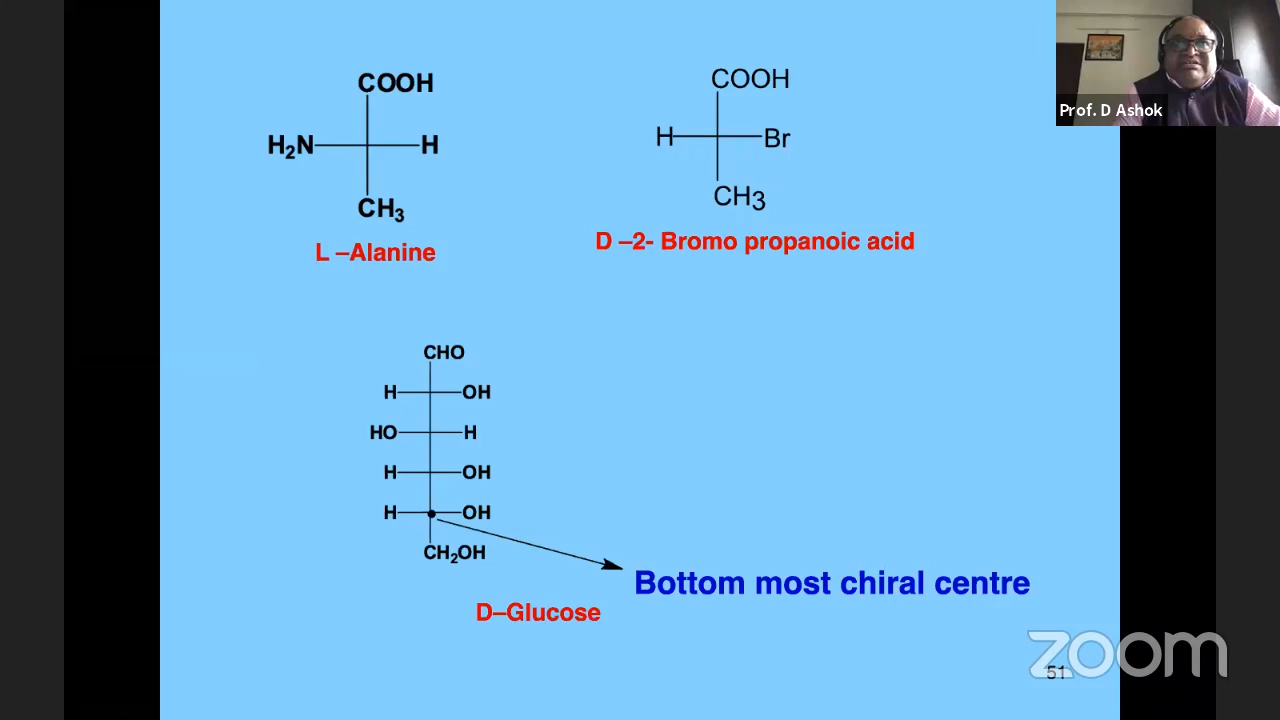 COOH
H2N H
CH3
L –Alanine
COOH
H Br
CH3
D –2- Bromo propanoic acid
Prof. D Ashok
CHO
H OH
HO H
H OH
H OH
CH2OH
D–Glucose
Bottom most chiral centre
zoom
51